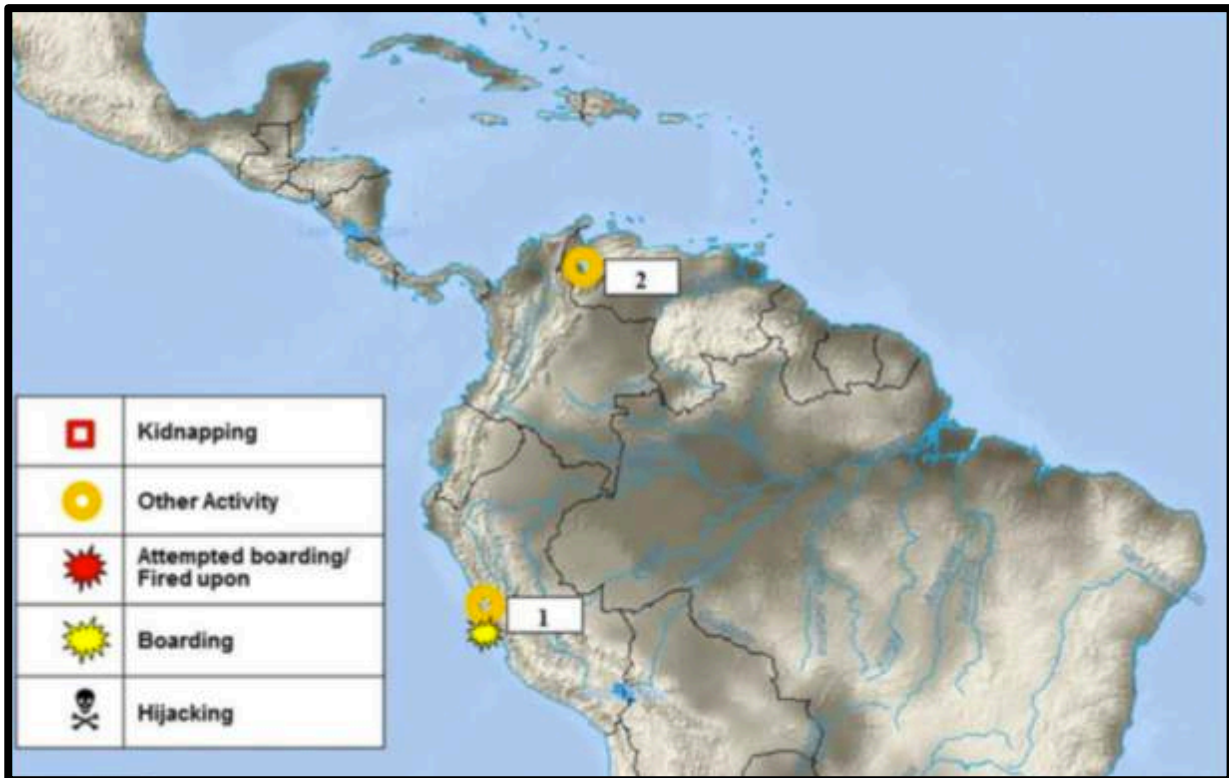 2
Kidnapping
Other Activity
Attempted boarding/
Fired upon
1
Boarding
Hijacking